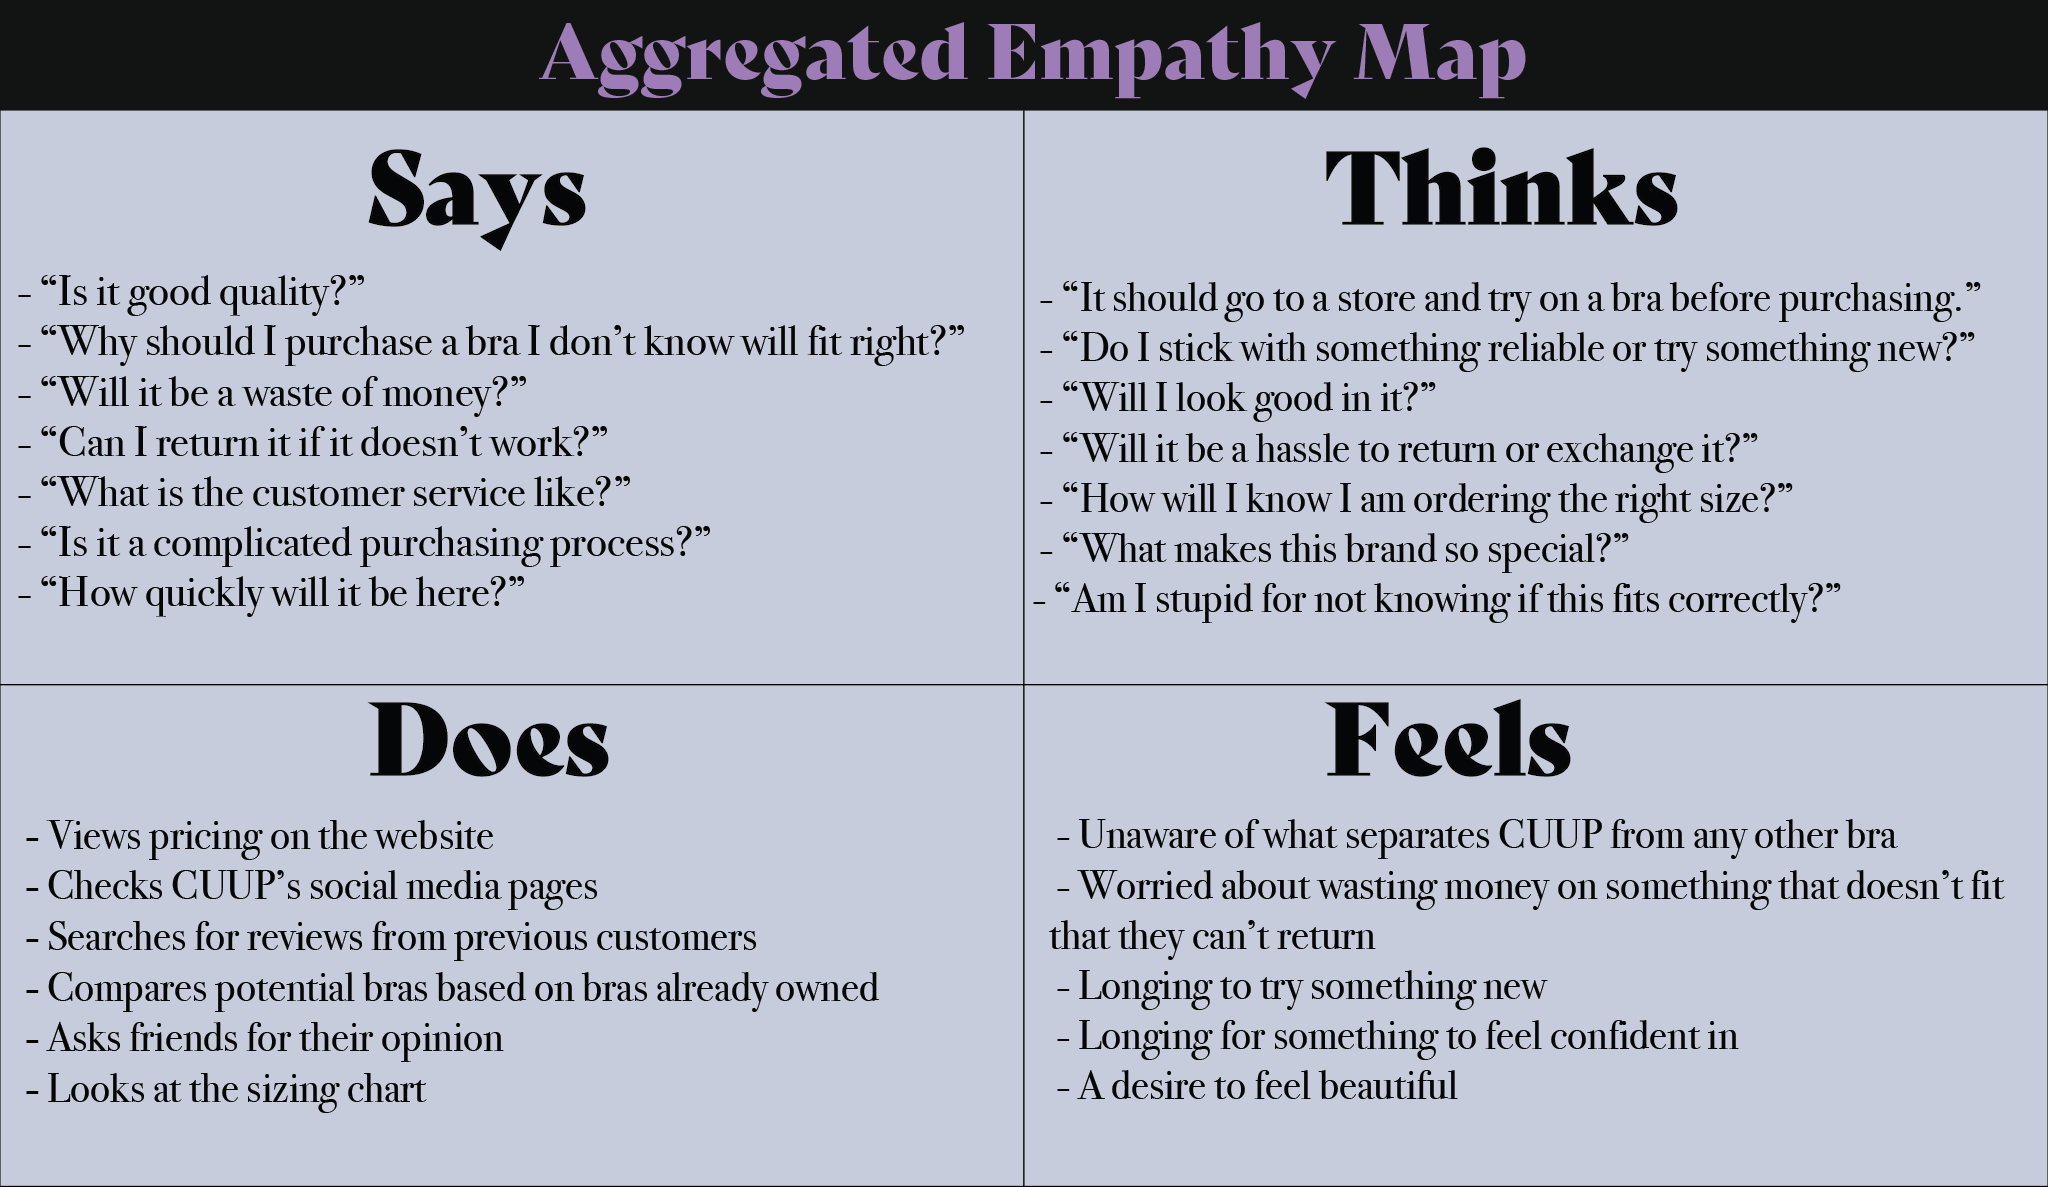 Aggregated Empathy Map
Says
- “Is it good quality?”
- “Why should I purchase a bra I don’t know will fit right?”
- “Will it be a waste of money?”
- “Can I return it if it doesn’t work?”
- “What is the customer service like?”
- “Is it a complicated purchasing process?”
- “How quickly will it be here?”
Thinks
- “It should go to a store and try on a bra before purchasing.”
- “Do I stick with something reliable or try something new?”
- “Will I look good in it?”
- “Will it be a hassle to return or exchange it?”
- “How will I know I am ordering the right size?”
- “What makes this brand so special?”
- “Am I stupid for not knowing if this fits correctly?”
Does
- Views pricing on the website
- Checks CUUP’s social media pages
- Searches for reviews from previous customers
- Compares potential bras based on bras already owned
- Asks friends for their opinion
- Looks at the sizing chart
Feels
- Unaware of what separates CUUP from any other bra
- Worried about wasting money on something that doesn’t fit
that they can’t return
- Longing to try something new
- Longing for something to feel confident in
- A desire to feel beautiful